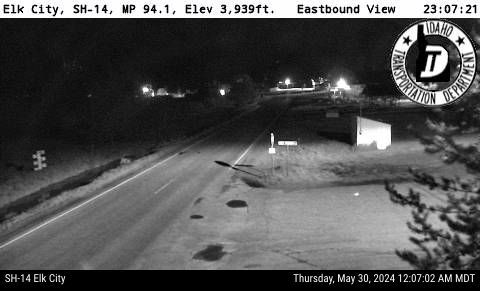 Elk City, SH-14, MP 94.1, Elev 3,939ft.   Eastbound View   23:07:21
IDAHO
TRANSPORTATION DEPARTMENT
SH-14 Elk City
Thursday, May 30, 2024 12:07:02 AM MDT